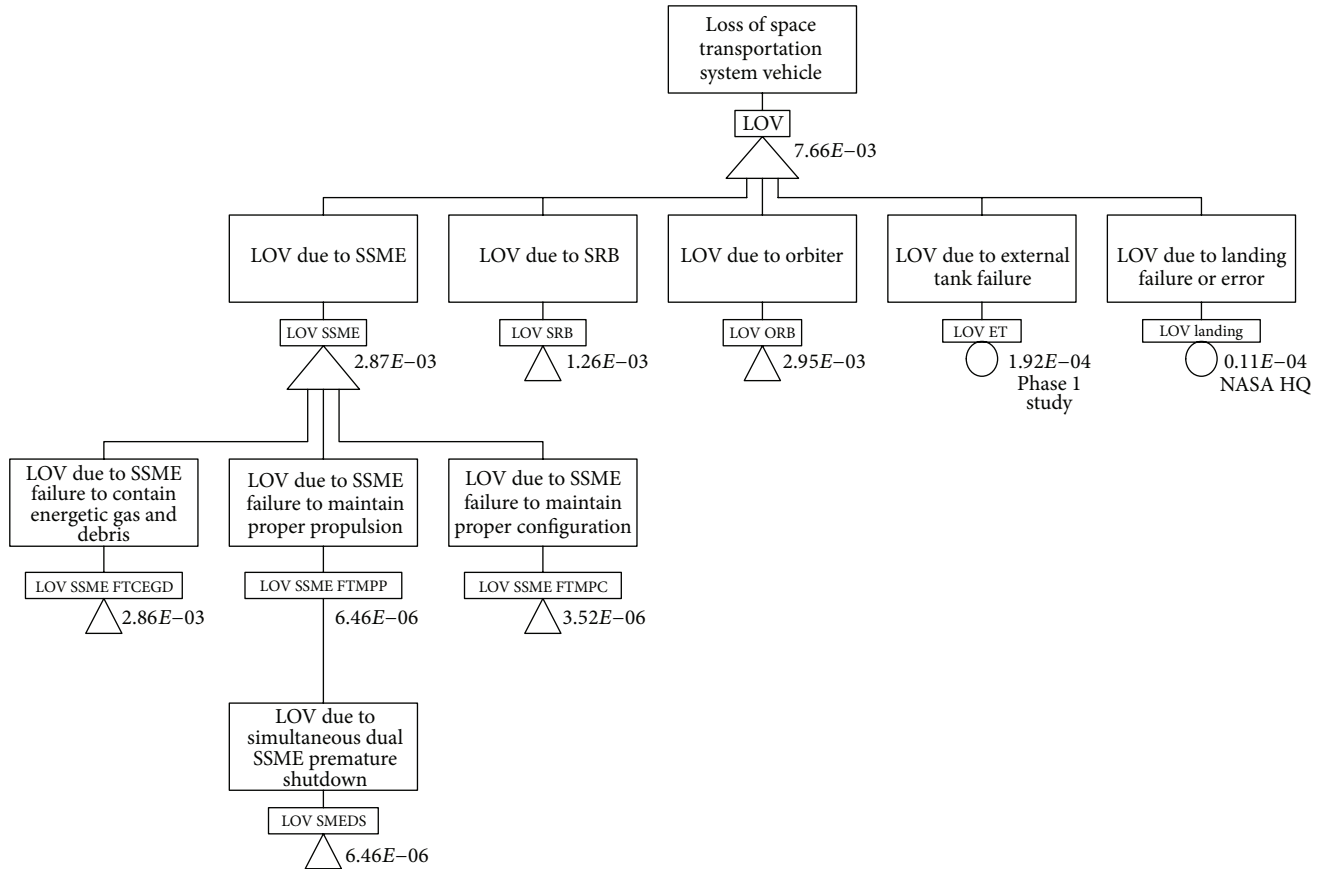 Loss of space
transportation
system vehicle
LOV
7.66E−03
LOV due to SSME
LOV due to SRB
LOV due to orbiter
LOV due to external
tank failure
LOV due to landing
failure or error
LOV SSME
LOV SRB
LOV ORB
LOV ET
LOV landing
2.87E−03
1.26E−03
2.95E−03
1.92E−04
Phase 1
study
0.11E−04
NASA HQ
LOV due to SSME
failure to contain
energetic gas and
debris
LOV due to SSME
failure to maintain
proper propulsion
LOV due to SSME
failure to maintain
proper configuration
LOV SSME FTCEGD
LOV SSME FTMPP
LOV SSME FTMPC
2.86E−03
6.46E−06
3.52E−06
LOV due to
simultaneous dual
SSME premature
shutdown
LOV SMEDS
6.46E−06